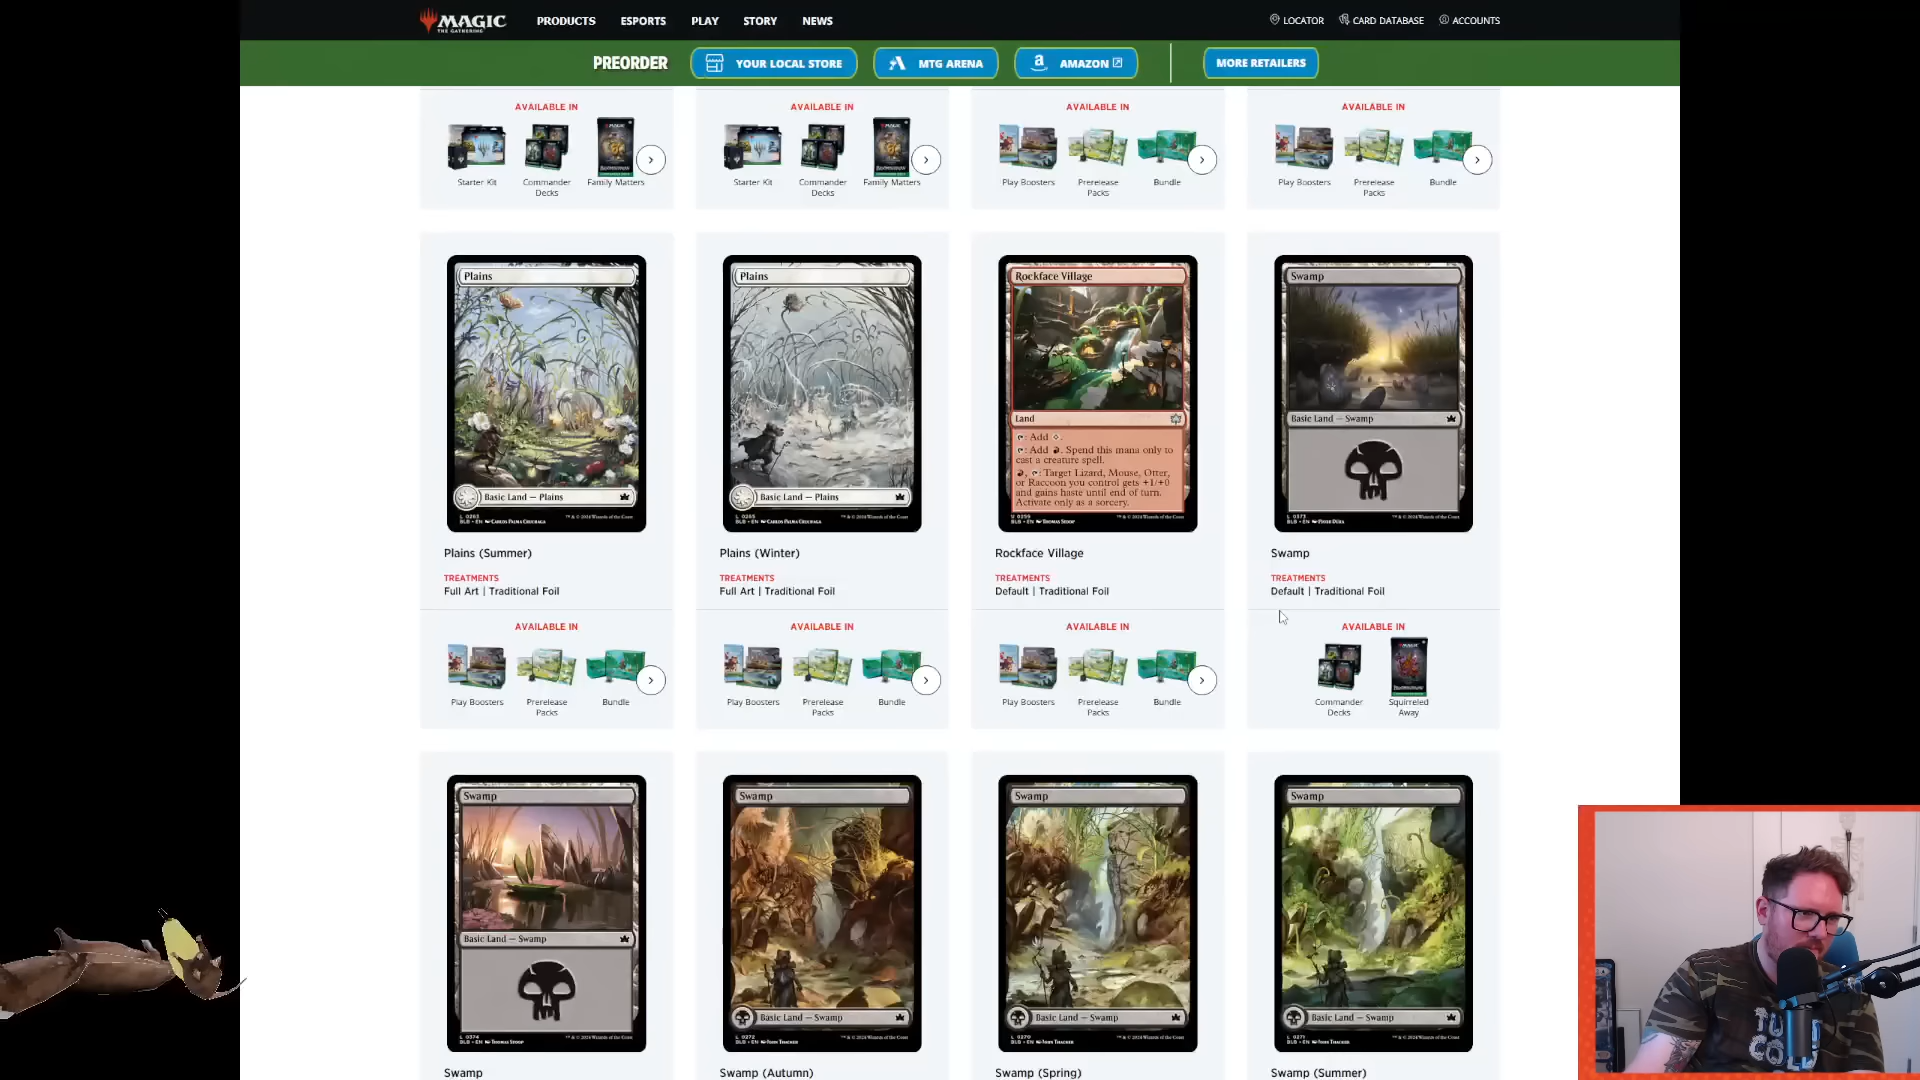 MAGIC
THE GATHERING
PRODUCTS
ESPORTS
PLAY
STORY
NEWS
LOCATOR
CARD DATABASE
ACCOUNTS
PREORDER
YOUR LOCAL STORE
MTG ARENA
AMAZON
MORE RETAILERS
AVAILABLE IN
AVAILABLE IN
AVAILABLE IN
AVAILABLE IN
Starter Kit
Commander
Decks
Family Matters
Starter Kit
Commander
Decks
Family Matters
Play Boosters
Prerelease
Packs
Bundle
Play Boosters
Prerelease
Packs
Bundle
Plains
Basic Land — Plains
Plains (Summer)
TREATMENTS
Full Art | Traditional Foil
AVAILABLE IN
Play Boosters
Prerelease
Packs
Bundle
Plains
Basic Land — Plains
Plains (Winter)
TREATMENTS
Full Art | Traditional Foil
AVAILABLE IN
Play Boosters
Prerelease
Packs
Bundle
Rockface Village
Land
: Add .
: Add . Spend this mana only to
cast a creature spell.
, : Target Lizard, Mouse, Otter,
or Raccoon you control gets +1/+0
and gains haste until end of turn.
Activate only as a sorcery.
Rockface Village
TREATMENTS
Default | Traditional Foil
AVAILABLE IN
Play Boosters
Prerelease
Packs
Bundle
Swamp
Basic Land — Swamp
Swamp
TREATMENTS
Default | Traditional Foil
AVAILABLE IN
Commander
Decks
Squirreled
Away
Swamp
Basic Land — Swamp
Swamp
Swamp
Basic Land — Swamp
Swamp (Autumn)
Swamp
Basic Land — Swamp
Swamp (Spring)
Swamp
Basic Land — Swamp
Swamp (Summer)